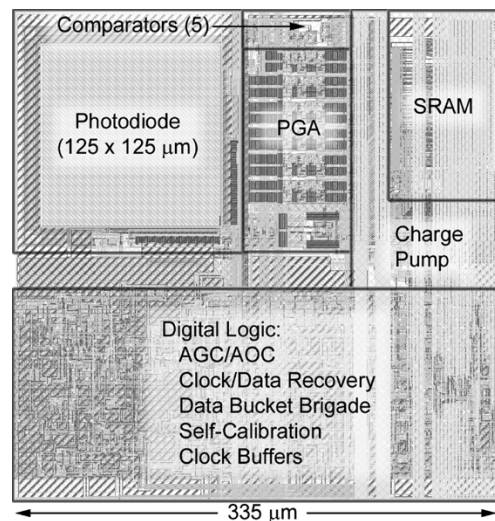 Comparators (5)
Photodiode
(125 x 125 μm)
PGA
SRAM
Charge
Pump
Digital Logic:
AGC/AOC
Clock/Data Recovery
Data Bucket Brigade
Self-Calibration
Clock Buffers
335 μm